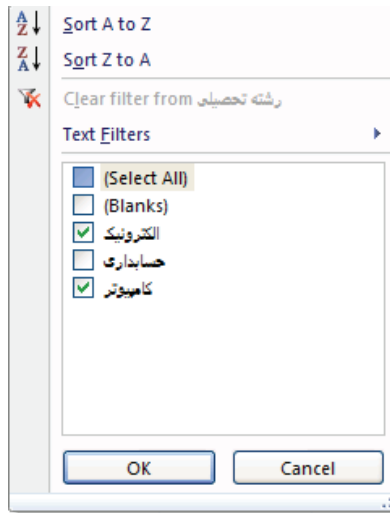 Sort A to Z
Sort Z to A
Clear filter from رشته تحصیلی
Text Filters
(Select All)
(Blanks)
الکترونیک
حسابداری
کامپیوتر
OK
Cancel